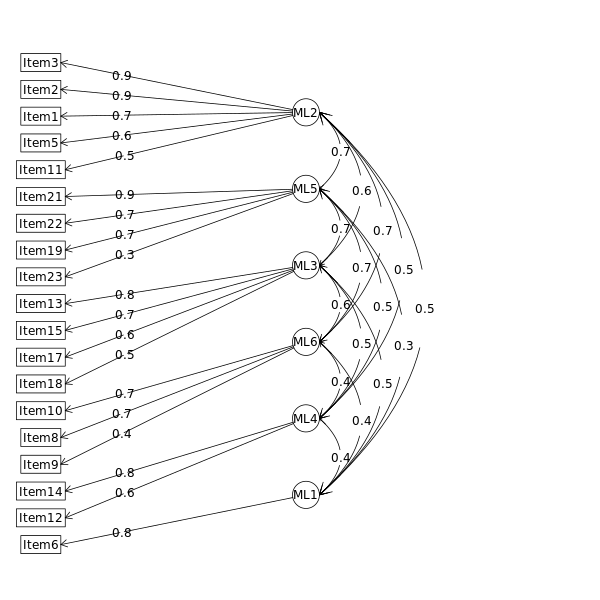 Item3
0.9
Item2
0.9
ML2
Item1
0.7
Item5
0.6
0.7
Item11
0.5
ML5
0.6
Item21
0.9
Item22
0.7
0.7
0.7
Item19
0.7
ML3
0.7
0.5
Item23
0.3
Item13
0.8
0.6
0.5
0.5
Item15
0.7
ML6
0.5
0.3
Item17
0.6
Item18
0.5
0.4
0.5
Item10
0.7
Item8
0.7
ML4
0.4
Item9
0.4
0.4
Item14
0.8
ML1
Item12
0.6
Item6
0.8